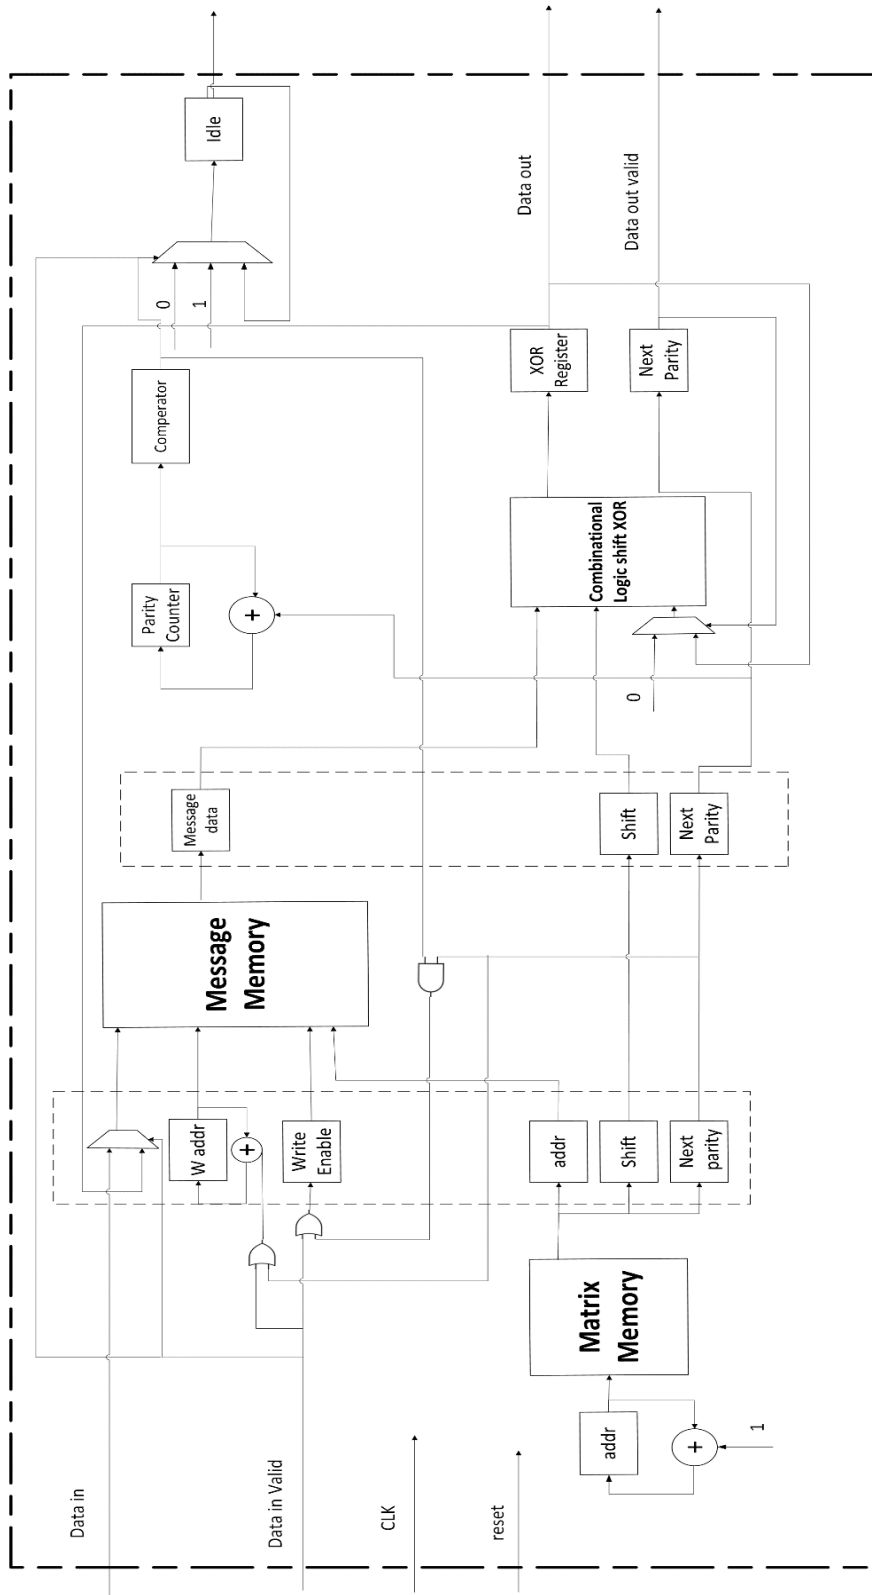 Data in
Data in Valid
CLK
reset
addr
1
Matrix
Memory
W addr
Write
Enable
addr
Shift
Next
parity
Message
Memory
Message
data
Shift
Next
Parity
Parity
Counter
Comperator
0
Combinational
Logic shift XOR
XOR
Register
Next
Parity
0
1
Idle
Data out
Data out valid
+
+
+
+